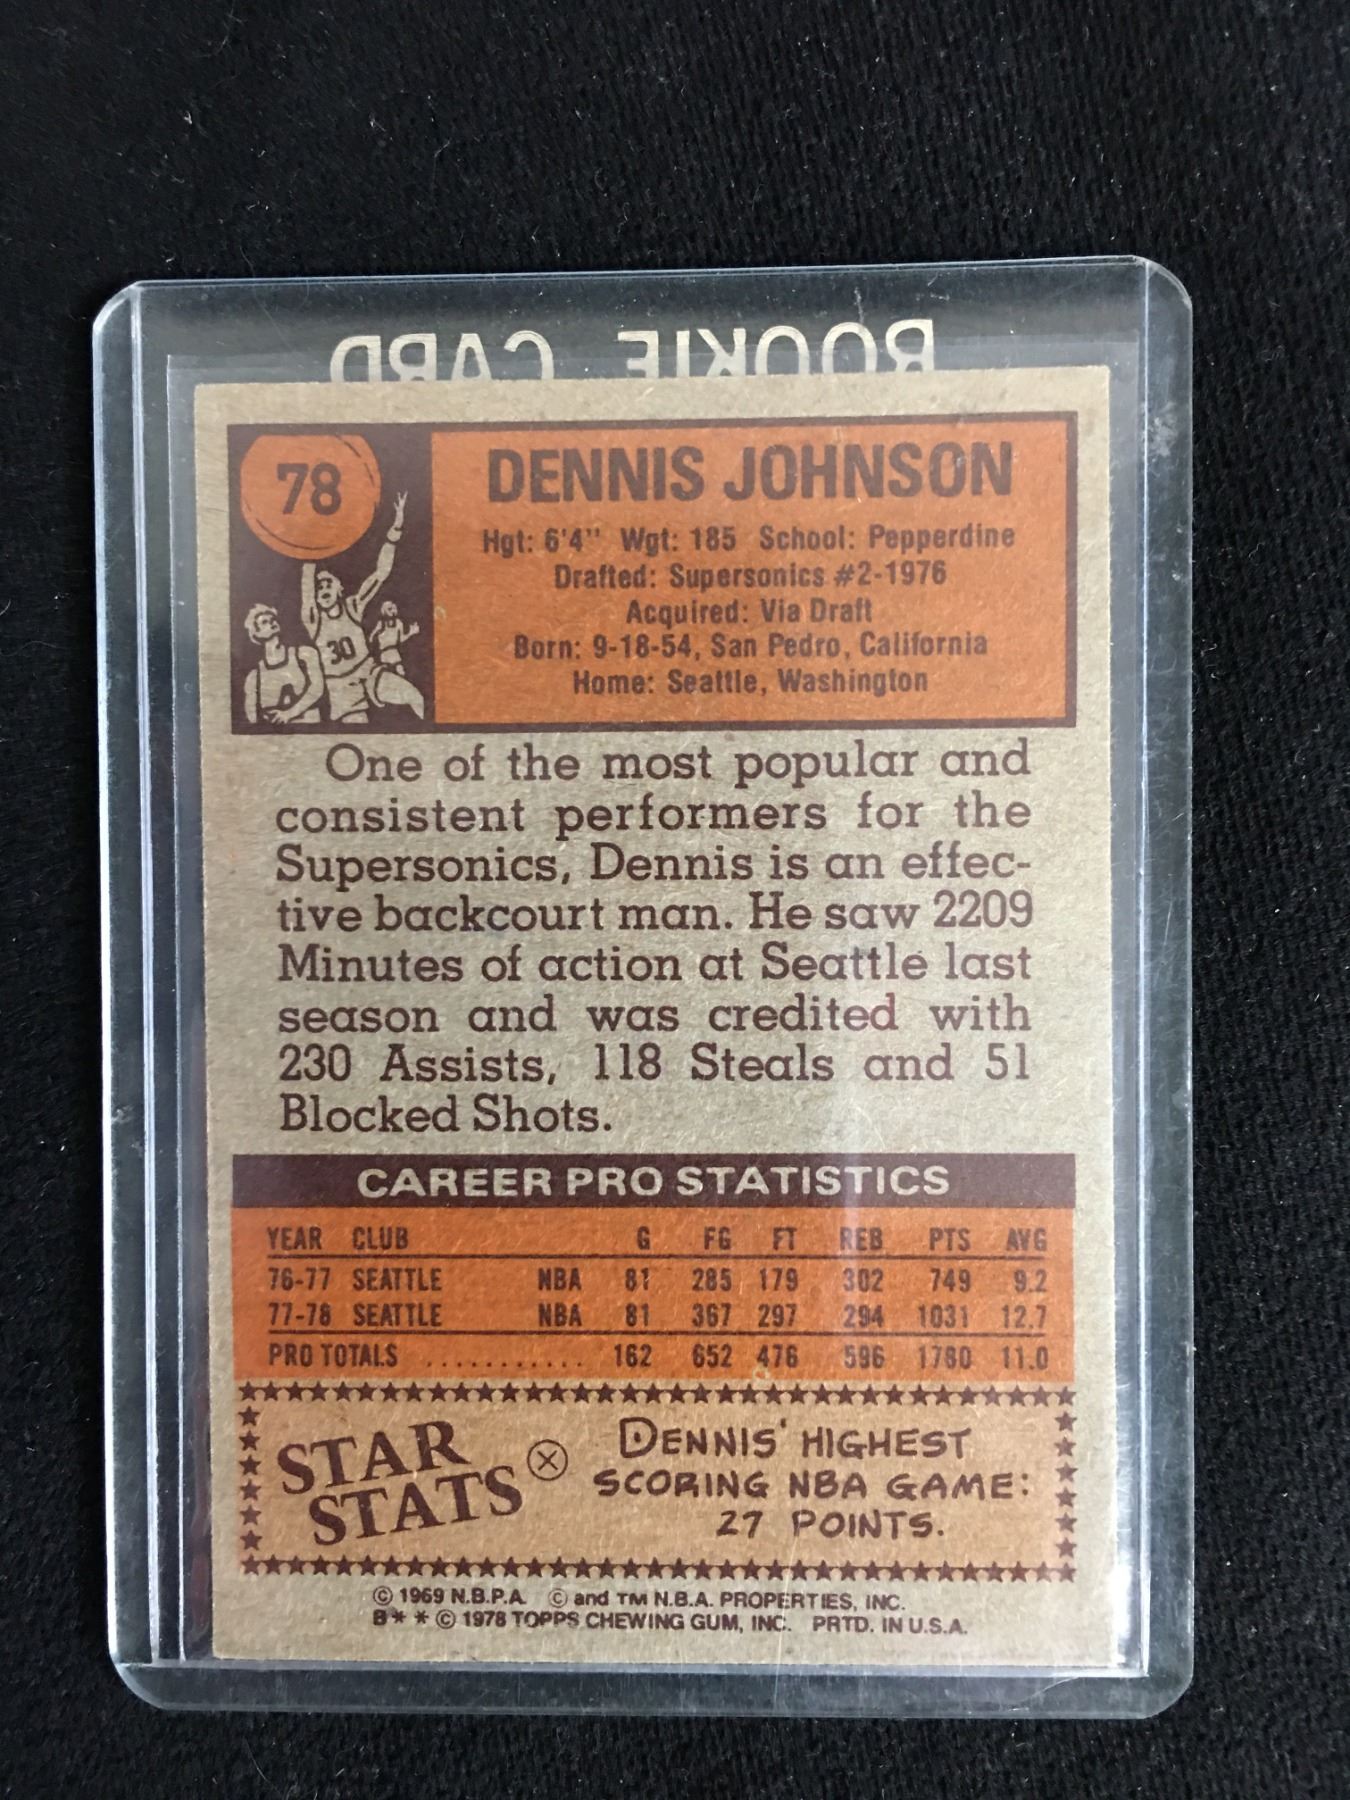 ROOKIE CARD
78
DENNIS JOHNSON
Hgt: 6'4" Wgt: 185 School: Pepperdine
Drafted: Supersonics #2-1976
Acquired: Via Draft
Born: 9-18-54, San Pedro, California
Home: Seattle, Washington
30
One of the most popular and
consistent performers for the
Supersonics, Dennis is an effec-
tive backcourt man. He saw 2209
Minutes of action at Seattle last
season and was credited with
230 Assists, 118 Steals and 51
Blocked Shots.
CAREER PRO STATISTICS
YEAR CLUB G FG FT REB PTS AVG
76-77 SEATTLE NBA 81 285 179 302 749 9.2
77-78 SEATTLE NBA 81 367 297 294 1031 12.7
PRO TOTALS ............ 162 652 476 596 1780 11.0
STAR
STATS
DENNIS' HIGHEST
SCORING NBA GAME:
27 POINTS.
© 1969 N.B.P.A. © and TM N.B.A. PROPERTIES, INC.
B** © 1978 TOPPS CHEWING GUM, INC. PRTD. IN U.S.A.